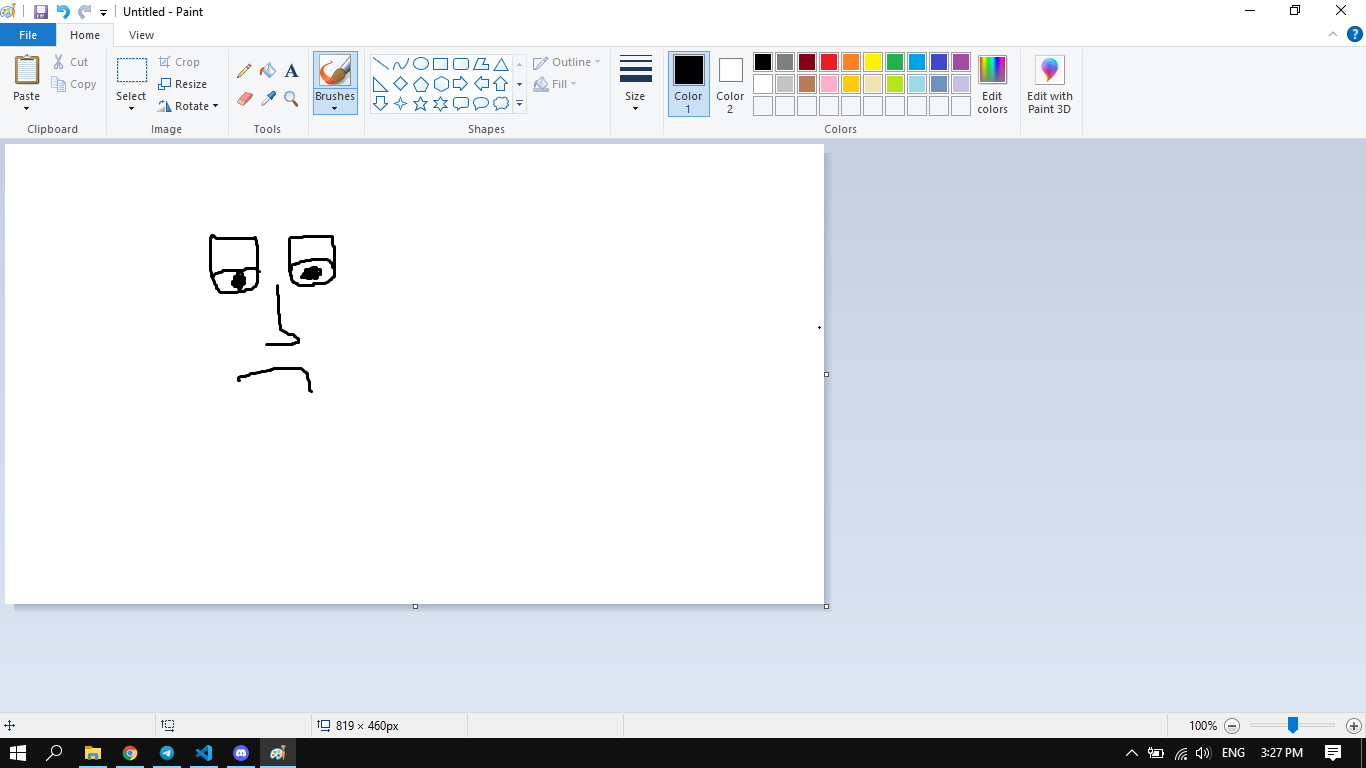 Untitled - Paint
File Home View
Paste
Cut
Copy
Clipboard
Select
Crop
Resize
Rotate
Image
A
Tools
Brushes
Shapes
Outline
Fill
Size
Color
1
Color
2
Colors
Edit
colors
Edit with
Paint 3D
?
819 × 460px
100%
ENG 3:27 PM